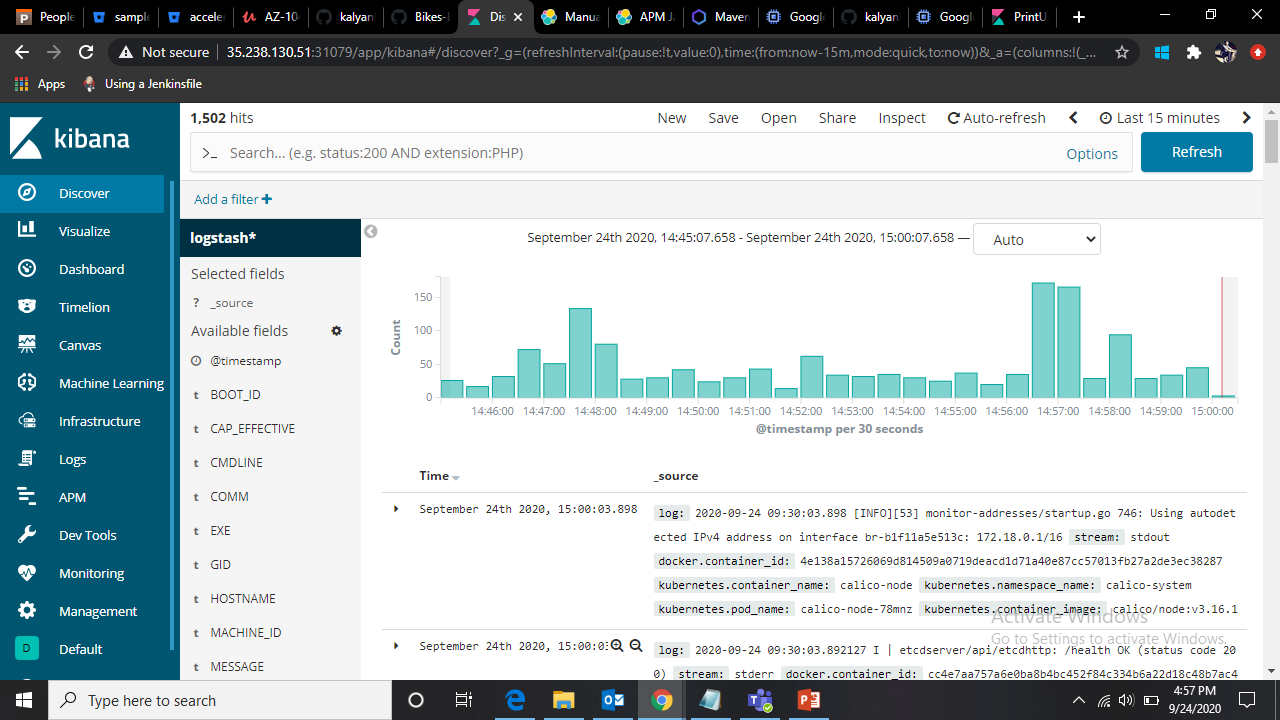 People
sample
acceler
AZ-10
kalyani
Bikes-B
Dis
Manua
APM Ja
Maven
Google
kalyani
Google
PrintU
Not secure 35.238.130.51:31079/app/kibana#/discover?_g=(refreshInterval:(pause:!t,value:0),time:(from:now-15m,mode:quick,to:now))&_a=(columns:!(_...
Apps Using a Jenkinsfile
kibana
Discover
Visualize
Dashboard
Timelion
Canvas
Machine Learning
Infrastructure
Logs
APM
Dev Tools
Monitoring
Management
D Default
1,502 hits
New Save Open Share Inspect Auto-refresh Last 15 minutes
>_ Search... (e.g. status:200 AND extension:PHP) Options Refresh
Add a filter +
logstash*
Selected fields
? _source
Available fields
@timestamp
t BOOT_ID
t CAP_EFFECTIVE
t CMDLINE
t COMM
t EXE
t GID
t HOSTNAME
t MACHINE_ID
t MESSAGE
September 24th 2020, 14:45:07.658 - September 24th 2020, 15:00:07.658 — Auto
Count
150
100
50
0
14:46:00 14:47:00 14:48:00 14:49:00 14:50:00 14:51:00 14:52:00 14:53:00 14:54:00 14:55:00 14:56:00 14:57:00 14:58:00 14:59:00 15:00:00
@timestamp per 30 seconds
Time _source
September 24th 2020, 15:00:03.898
log: 2020-09-24 09:30:03.898 [INFO][53] monitor-addresses/startup.go 746: Using autodet
ected IPv4 address on interface br-b1f11a5e513c: 172.18.0.1/16 stream: stdout
docker.container_id: 4e138a15726069d814509a0719deacd1d71a40e87cc57013fb27a2de3ec38287
kubernetes.container_name: calico-node kubernetes.namespace_name: calico-system
kubernetes.pod_name: calico-node-78mnz kubernetes.container_image: calico/node:v3.16.1
September 24th 2020, 15:00:03
log: 2020-09-24 09:30:03.892127 I | etcdserver/api/etcdhttp: /health OK (status code 20
0) stream: stderr docker.container_id: cc4e7aa757a6e0ba8b4bc452f84c334b6a22d18c48b7ac4
Activate Windows
Go to Settings to activate Windows.
Type here to search
4:57 PM
9/24/2020